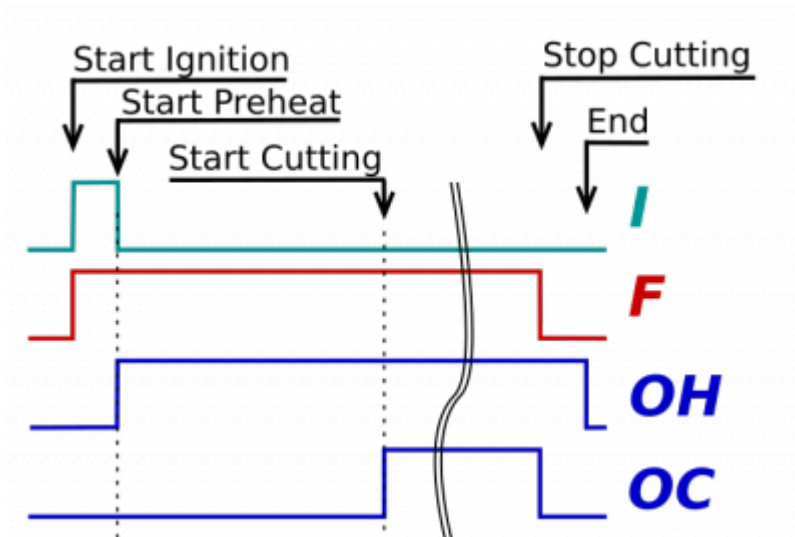 Start Ignition
Stop Cutting
Start Preheat
End
Start Cutting
I
F
OH
OC